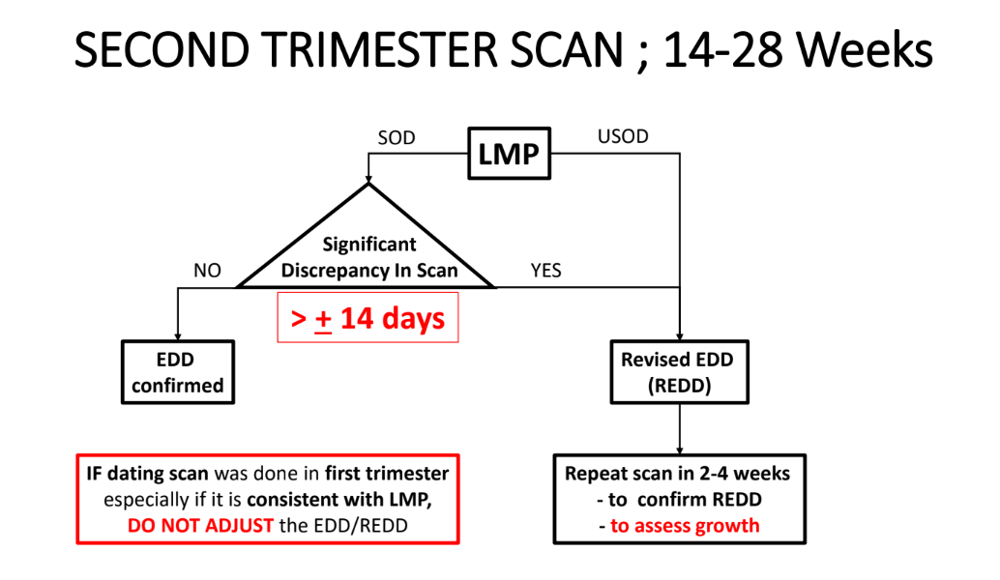 SECOND TRIMESTER SCAN ; 14-28 Weeks
SOD
LMP
USOD
Significant
Discrepancy In Scan
NO
YES
> ± 14 days
EDD
confirmed
Revised EDD
(REDD)
IF dating scan was done in first trimester
especially if it is consistent with LMP,
DO NOT ADJUST the EDD/REDD
Repeat scan in 2-4 weeks
- to confirm REDD
- to assess growth